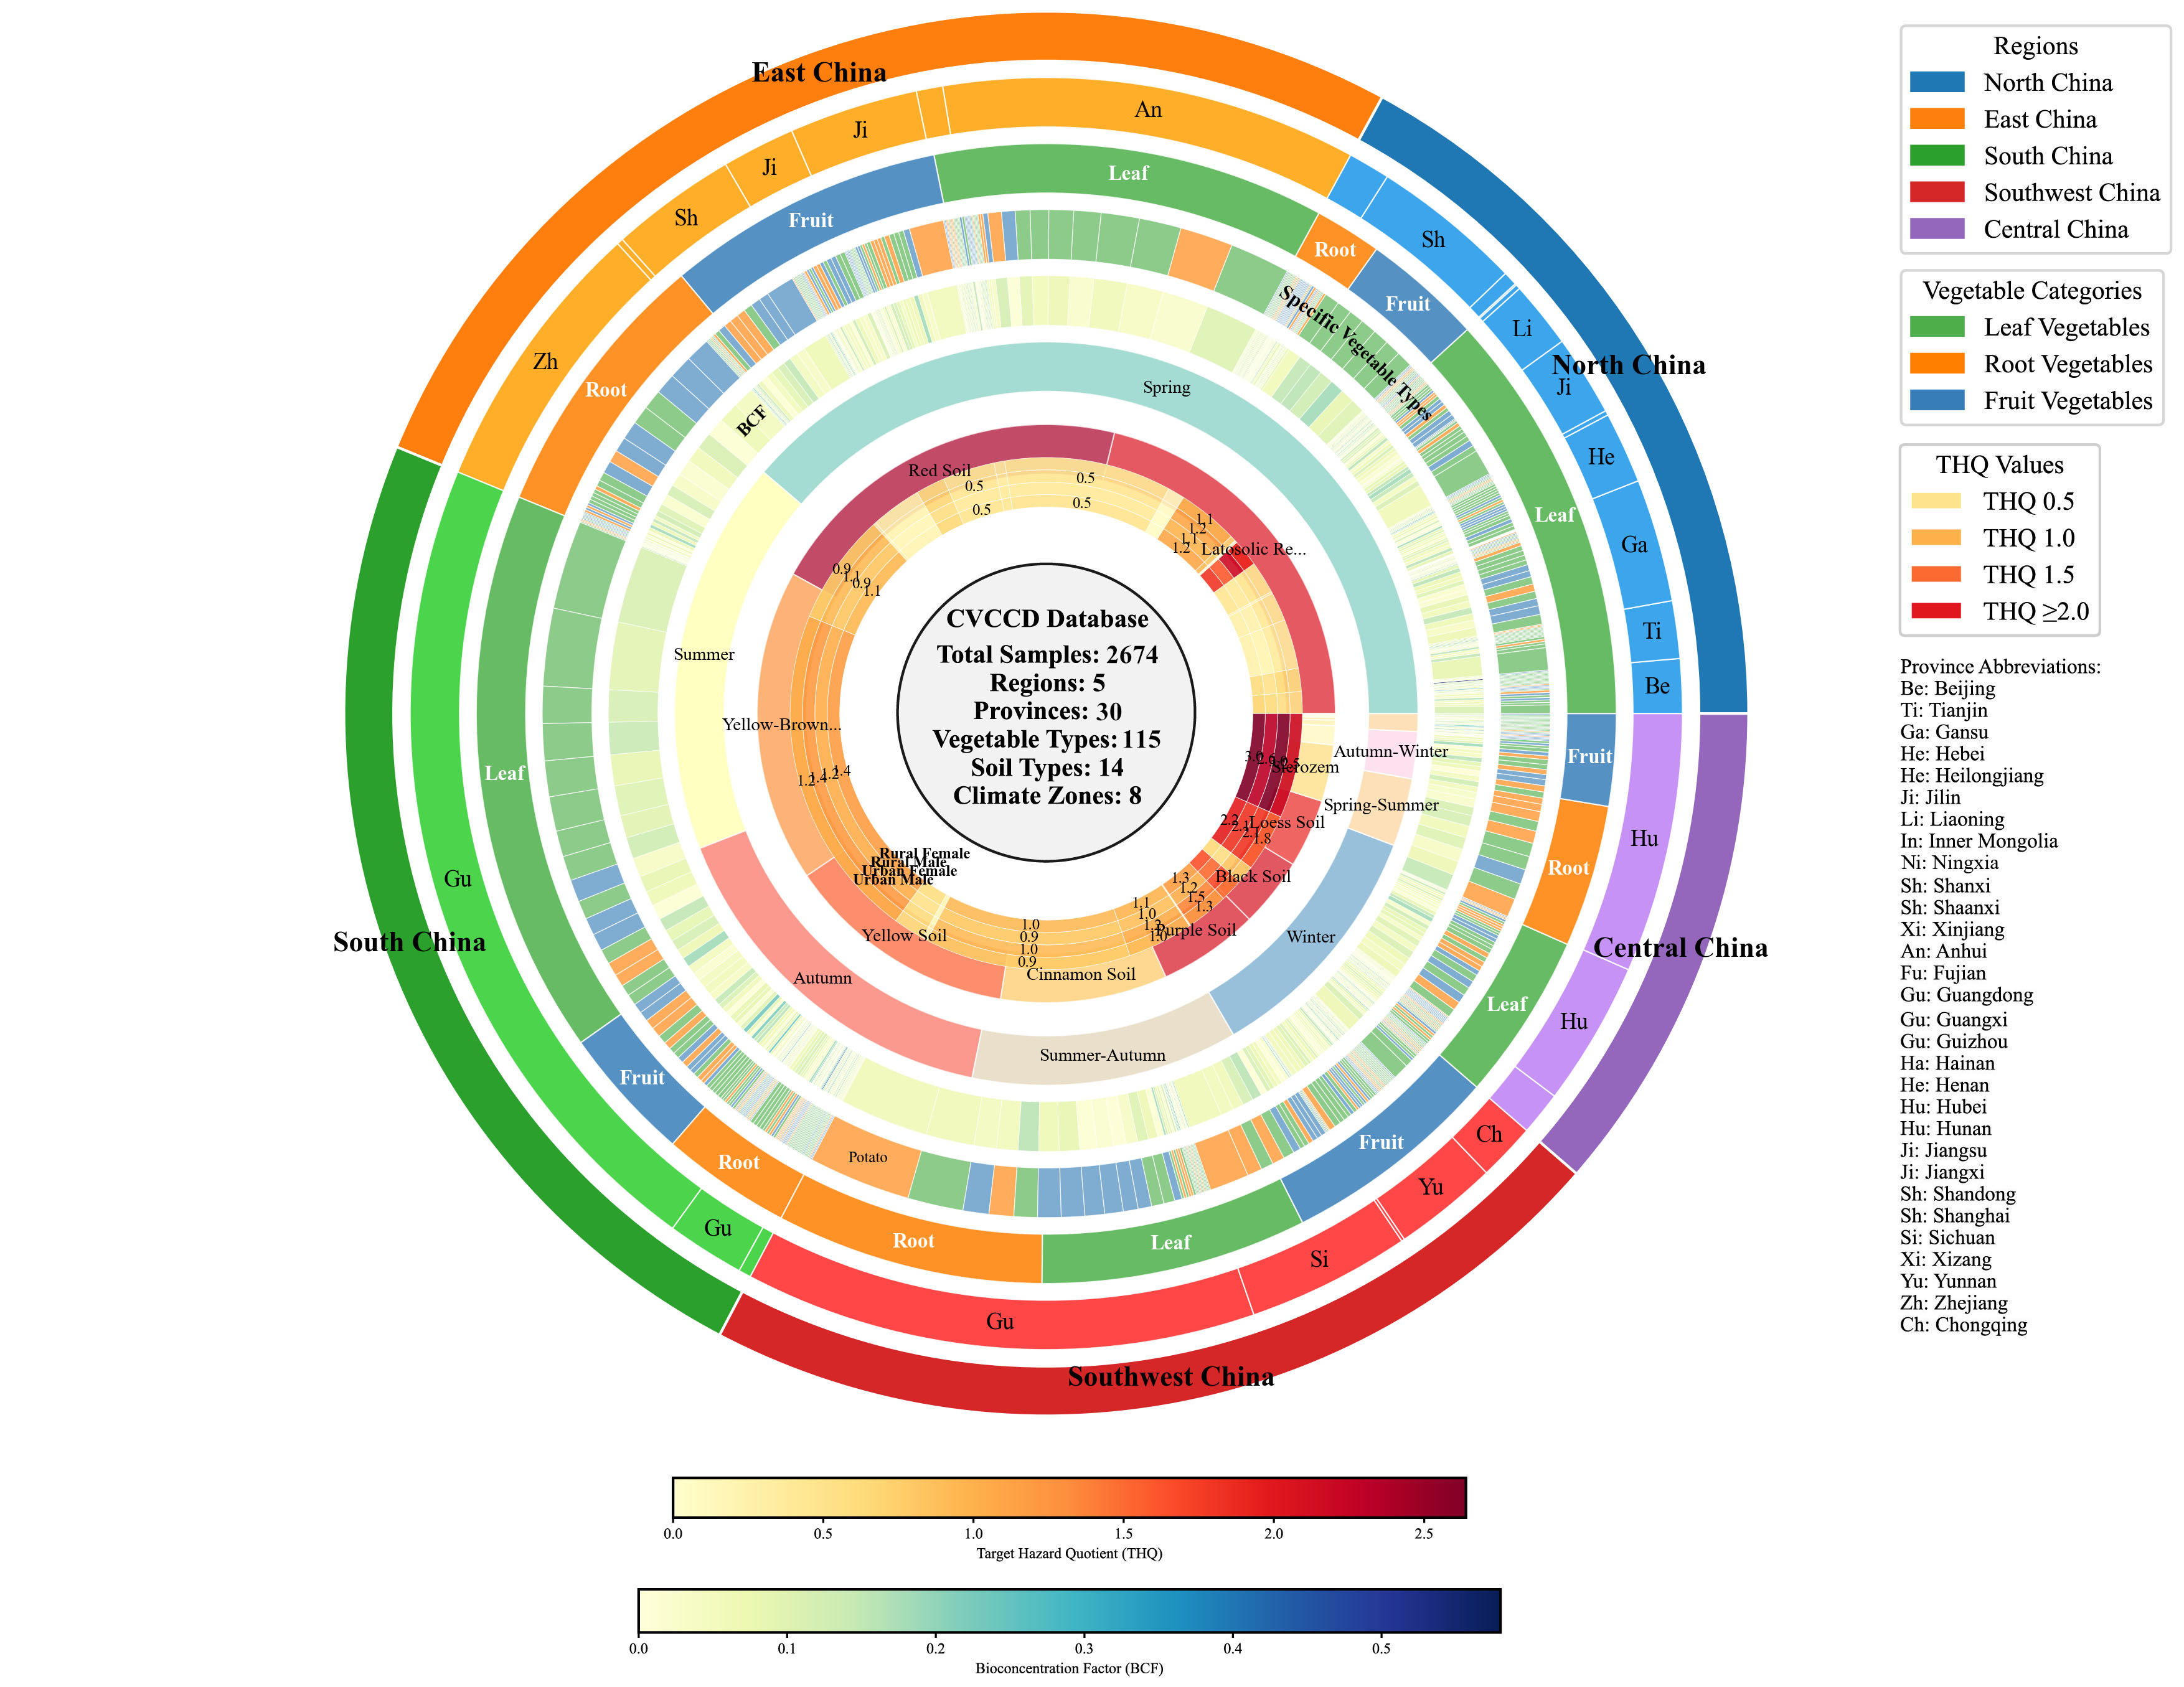 East China
An
Ji
Ji
Sh
Zh
Leaf
Fruit
Root
Root
Fruit
Sh
Li
Ji
North China
He
Ga
Ti
Be
Leaf
Specific Vegetable Types
BCF
Spring
Summer
Red Soil
0.5
0.5
0.5
0.5
1.1
1.2
1.1
1.2
Latosolic Re...
0.9
1.1
0.9
1.1
CVCCD Database
Total Samples: 2674
Regions: 5
Provinces: 30
Vegetable Types: 115
Soil Types: 14
Climate Zones: 8
Yellow-Brown...
1.2
1.4
1.2
1.4
Autumn-Winter
Sierozem
3.0
Spring-Summer
Loess Soil
2.2
2.1
2.1
1.8
Black Soil
Rural Female
Rural Male
Urban Female
Urban Male
1.3
1.2
1.5
1.3
1.1
1.0
1.2
1.0
Purple Soil
1.0
0.9
1.0
0.9
Yellow Soil
Cinnamon Soil
Winter
Autumn
Summer-Autumn
Fruit
Root
Leaf
Hu
Hu
Central China
Leaf
Gu
South China
Fruit
Root
Gu
Potato
Root
Leaf
Fruit
Ch
Yu
Si
Gu
Southwest China
Regions
North China
East China
South China
Southwest China
Central China
Vegetable Categories
Leaf Vegetables
Root Vegetables
Fruit Vegetables
THQ Values
THQ 0.5
THQ 1.0
THQ 1.5
THQ ≥2.0
Province Abbreviations:
Be: Beijing
Ti: Tianjin
Ga: Gansu
He: Hebei
He: Heilongjiang
Ji: Jilin
Li: Liaoning
In: Inner Mongolia
Ni: Ningxia
Sh: Shanxi
Sh: Shaanxi
Xi: Xinjiang
An: Anhui
Fu: Fujian
Gu: Guangdong
Gu: Guangxi
Gu: Guizhou
Ha: Hainan
He: Henan
Hu: Hubei
Hu: Hunan
Ji: Jiangsu
Ji: Jiangxi
Sh: Shandong
Sh: Shanghai
Si: Sichuan
Xi: Xizang
Yu: Yunnan
Zh: Zhejiang
Ch: Chongqing
0.0 0.5 1.0 1.5 2.0 2.5
Target Hazard Quotient (THQ)
0.0 0.1 0.2 0.3 0.4 0.5
Bioconcentration Factor (BCF)